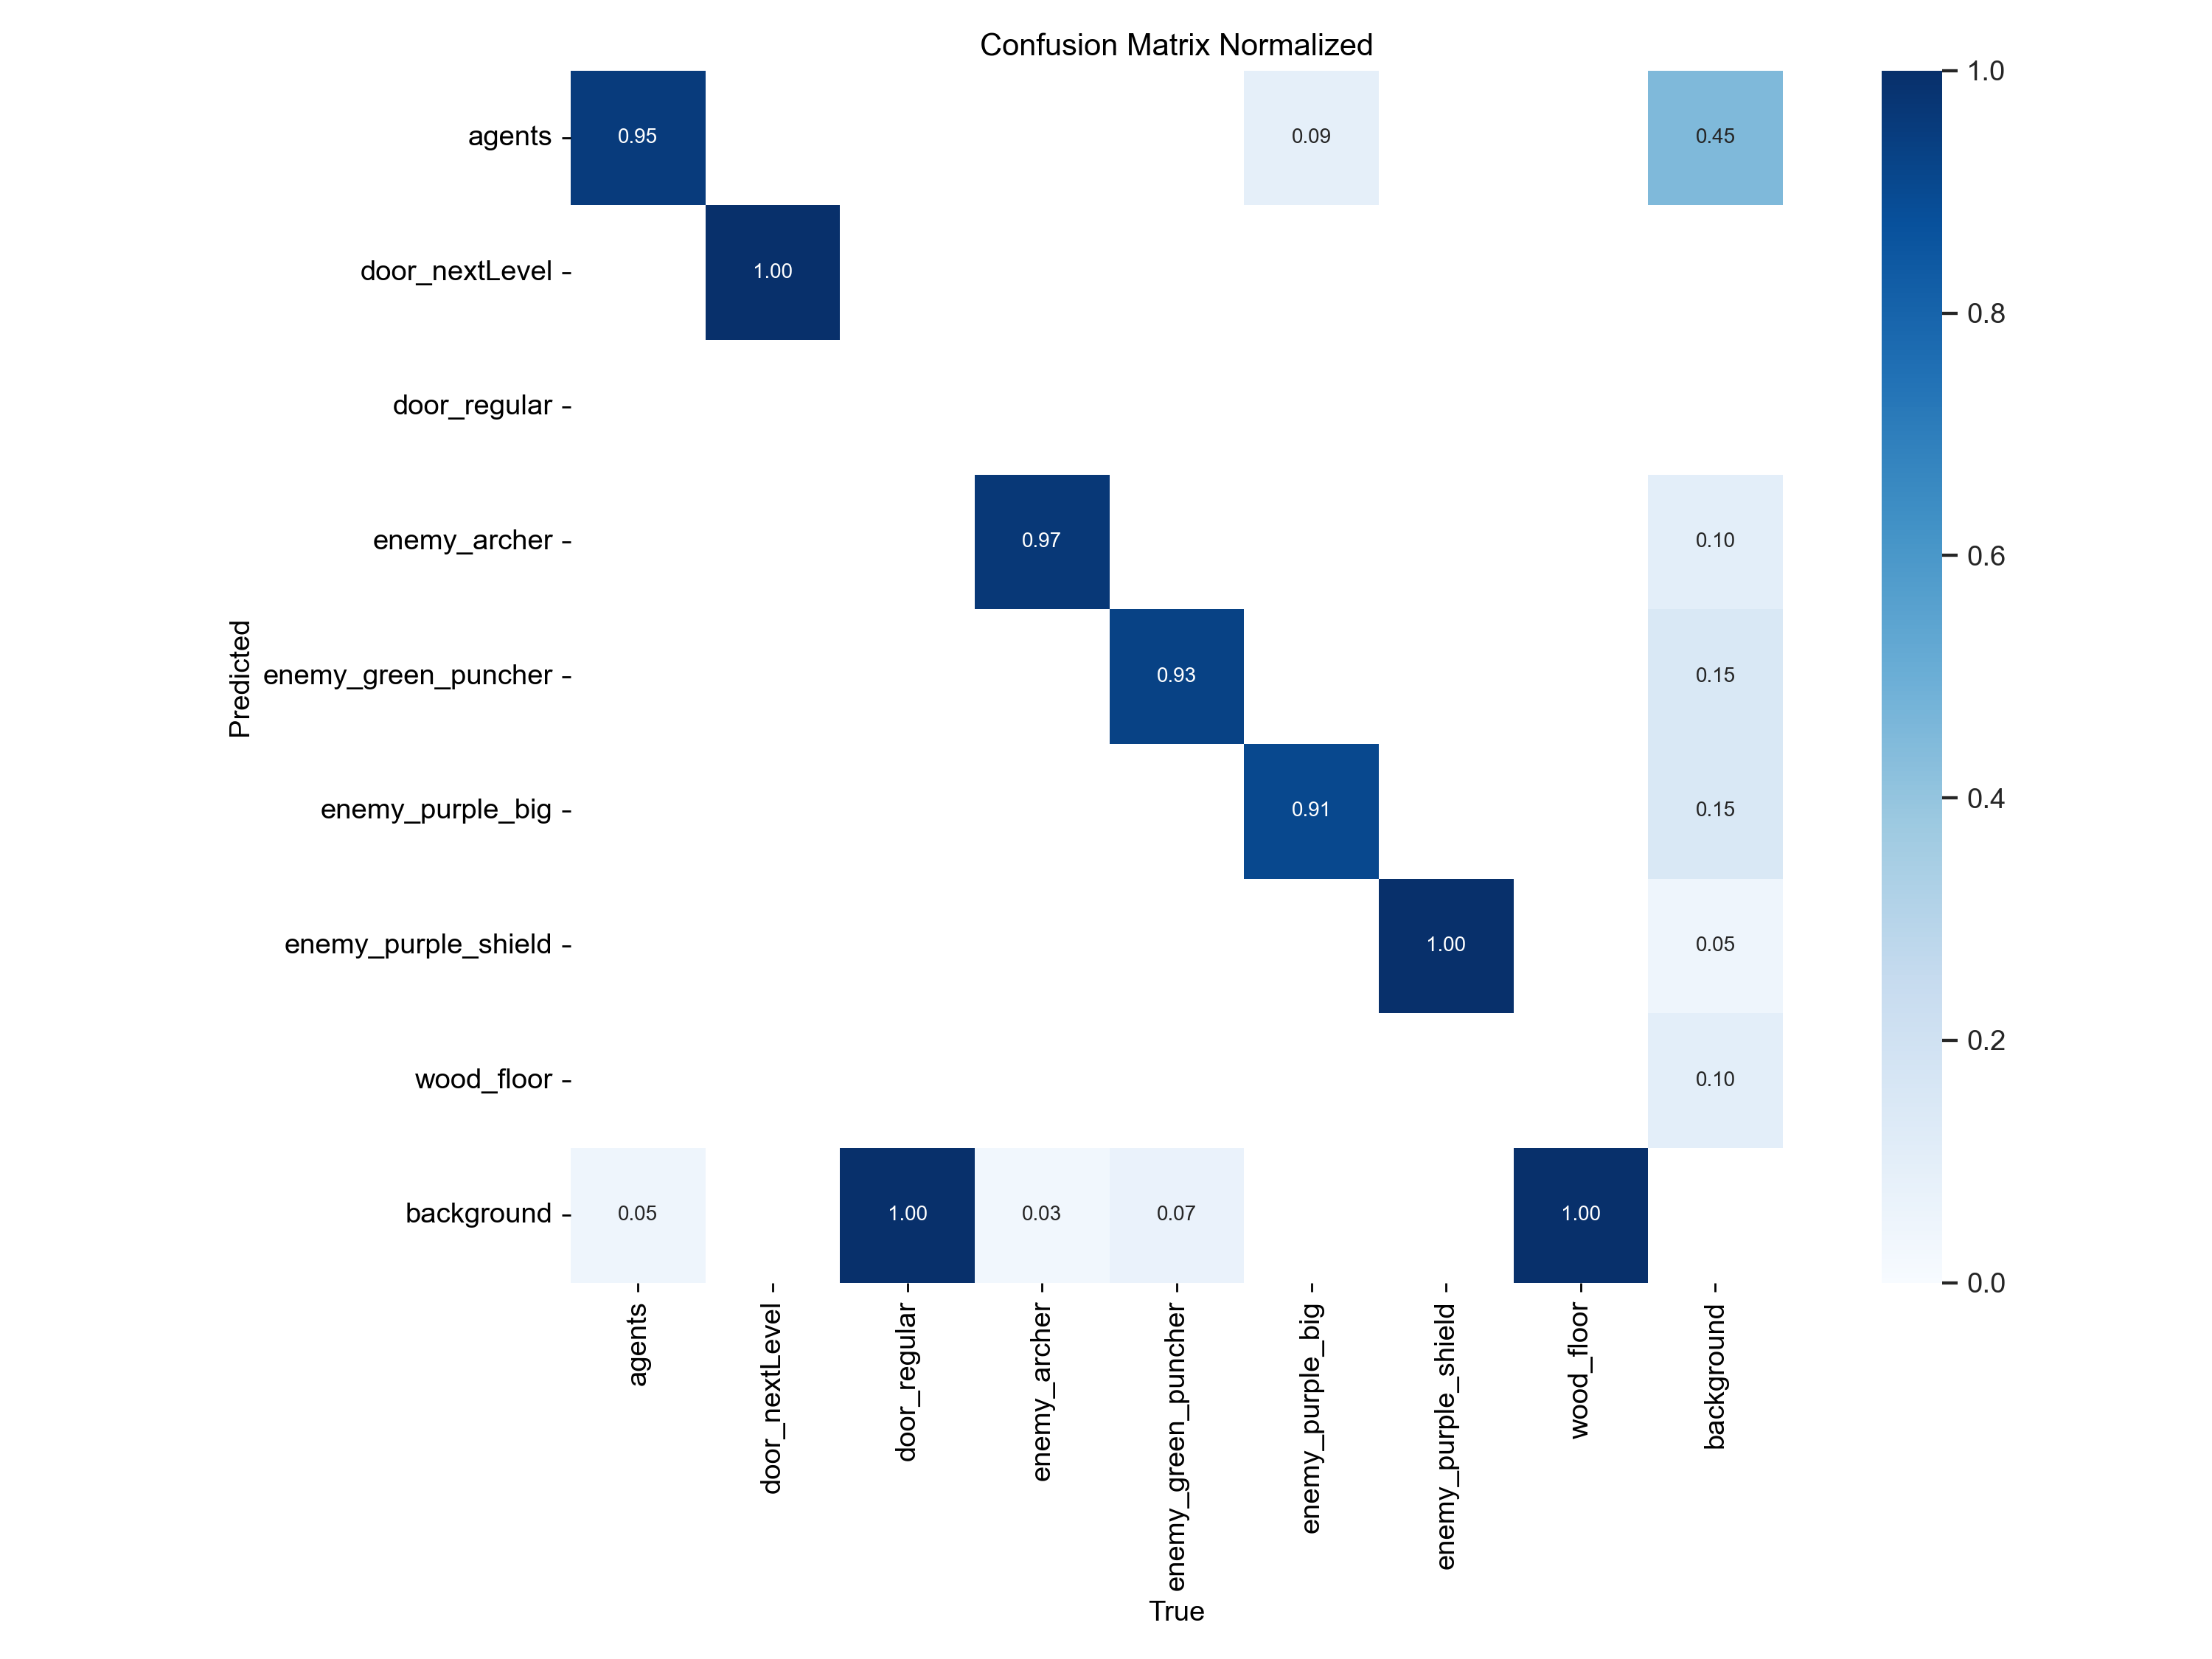 Confusion Matrix Normalized
agents
0.95
0.09
0.45
door_nextLevel
1.00
door_regular
enemy_archer
0.97
0.10
enemy_green_puncher
0.93
0.15
enemy_purple_big
0.91
0.15
enemy_purple_shield
1.00
0.05
wood_floor
0.10
background
0.05
1.00
0.03
0.07
1.00
Predicted
agents
door_nextLevel
door_regular
enemy_archer
enemy_green_puncher
enemy_purple_big
enemy_purple_shield
wood_floor
background
True
1.0
0.8
0.6
0.4
0.2
0.0